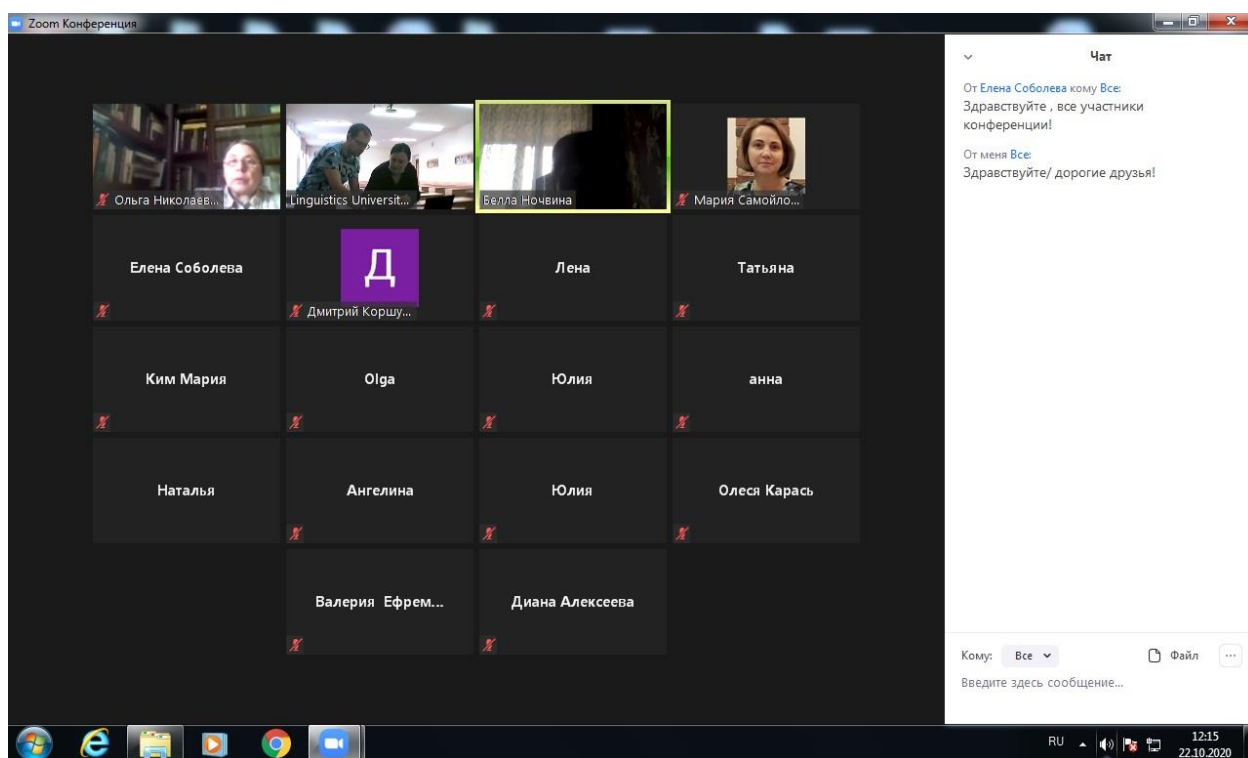 Zoom Конференция
Чат
От Елена Соболева кому Все:
Здравствуйте , все участники
конференции!
От меня Все:
Здравствуйте/ дорогие друзья!
Ольга Николаев...
Linguistics Universit...
Белла Ночвина
Мария Самойло...
Елена Соболева
Д
Дмитрий Коршу...
Лена
Татьяна
Ким Мария
Olga
Юлия
анна
Наталья
Ангелина
Юлия
Олеся Карась
Валерия Ефрем...
Диана Алексеева
Кому: Все
Файл
Введите здесь сообщение...
RU
12:15
22.10.2020